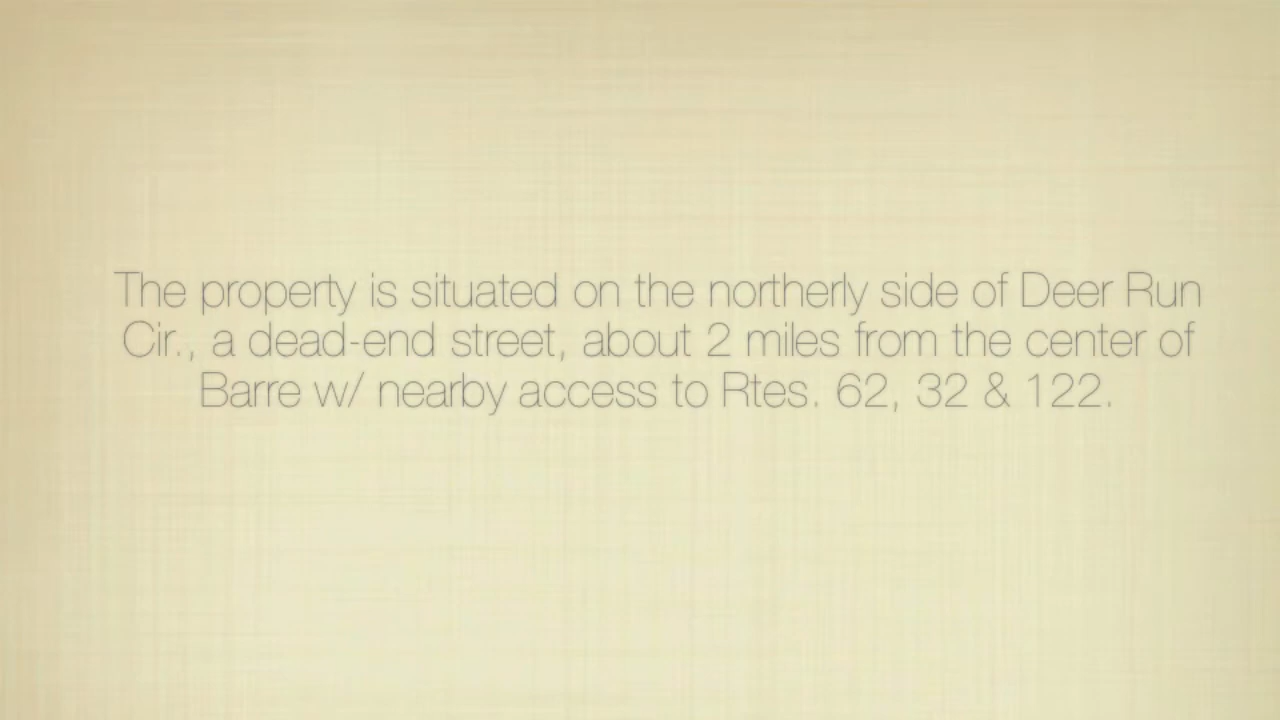 The property is situated on the northerly side of Deer Run
Cir., a dead-end street, about 2 miles from the center of
Barre w/ nearby access to Rtes. 62, 32 & 122.